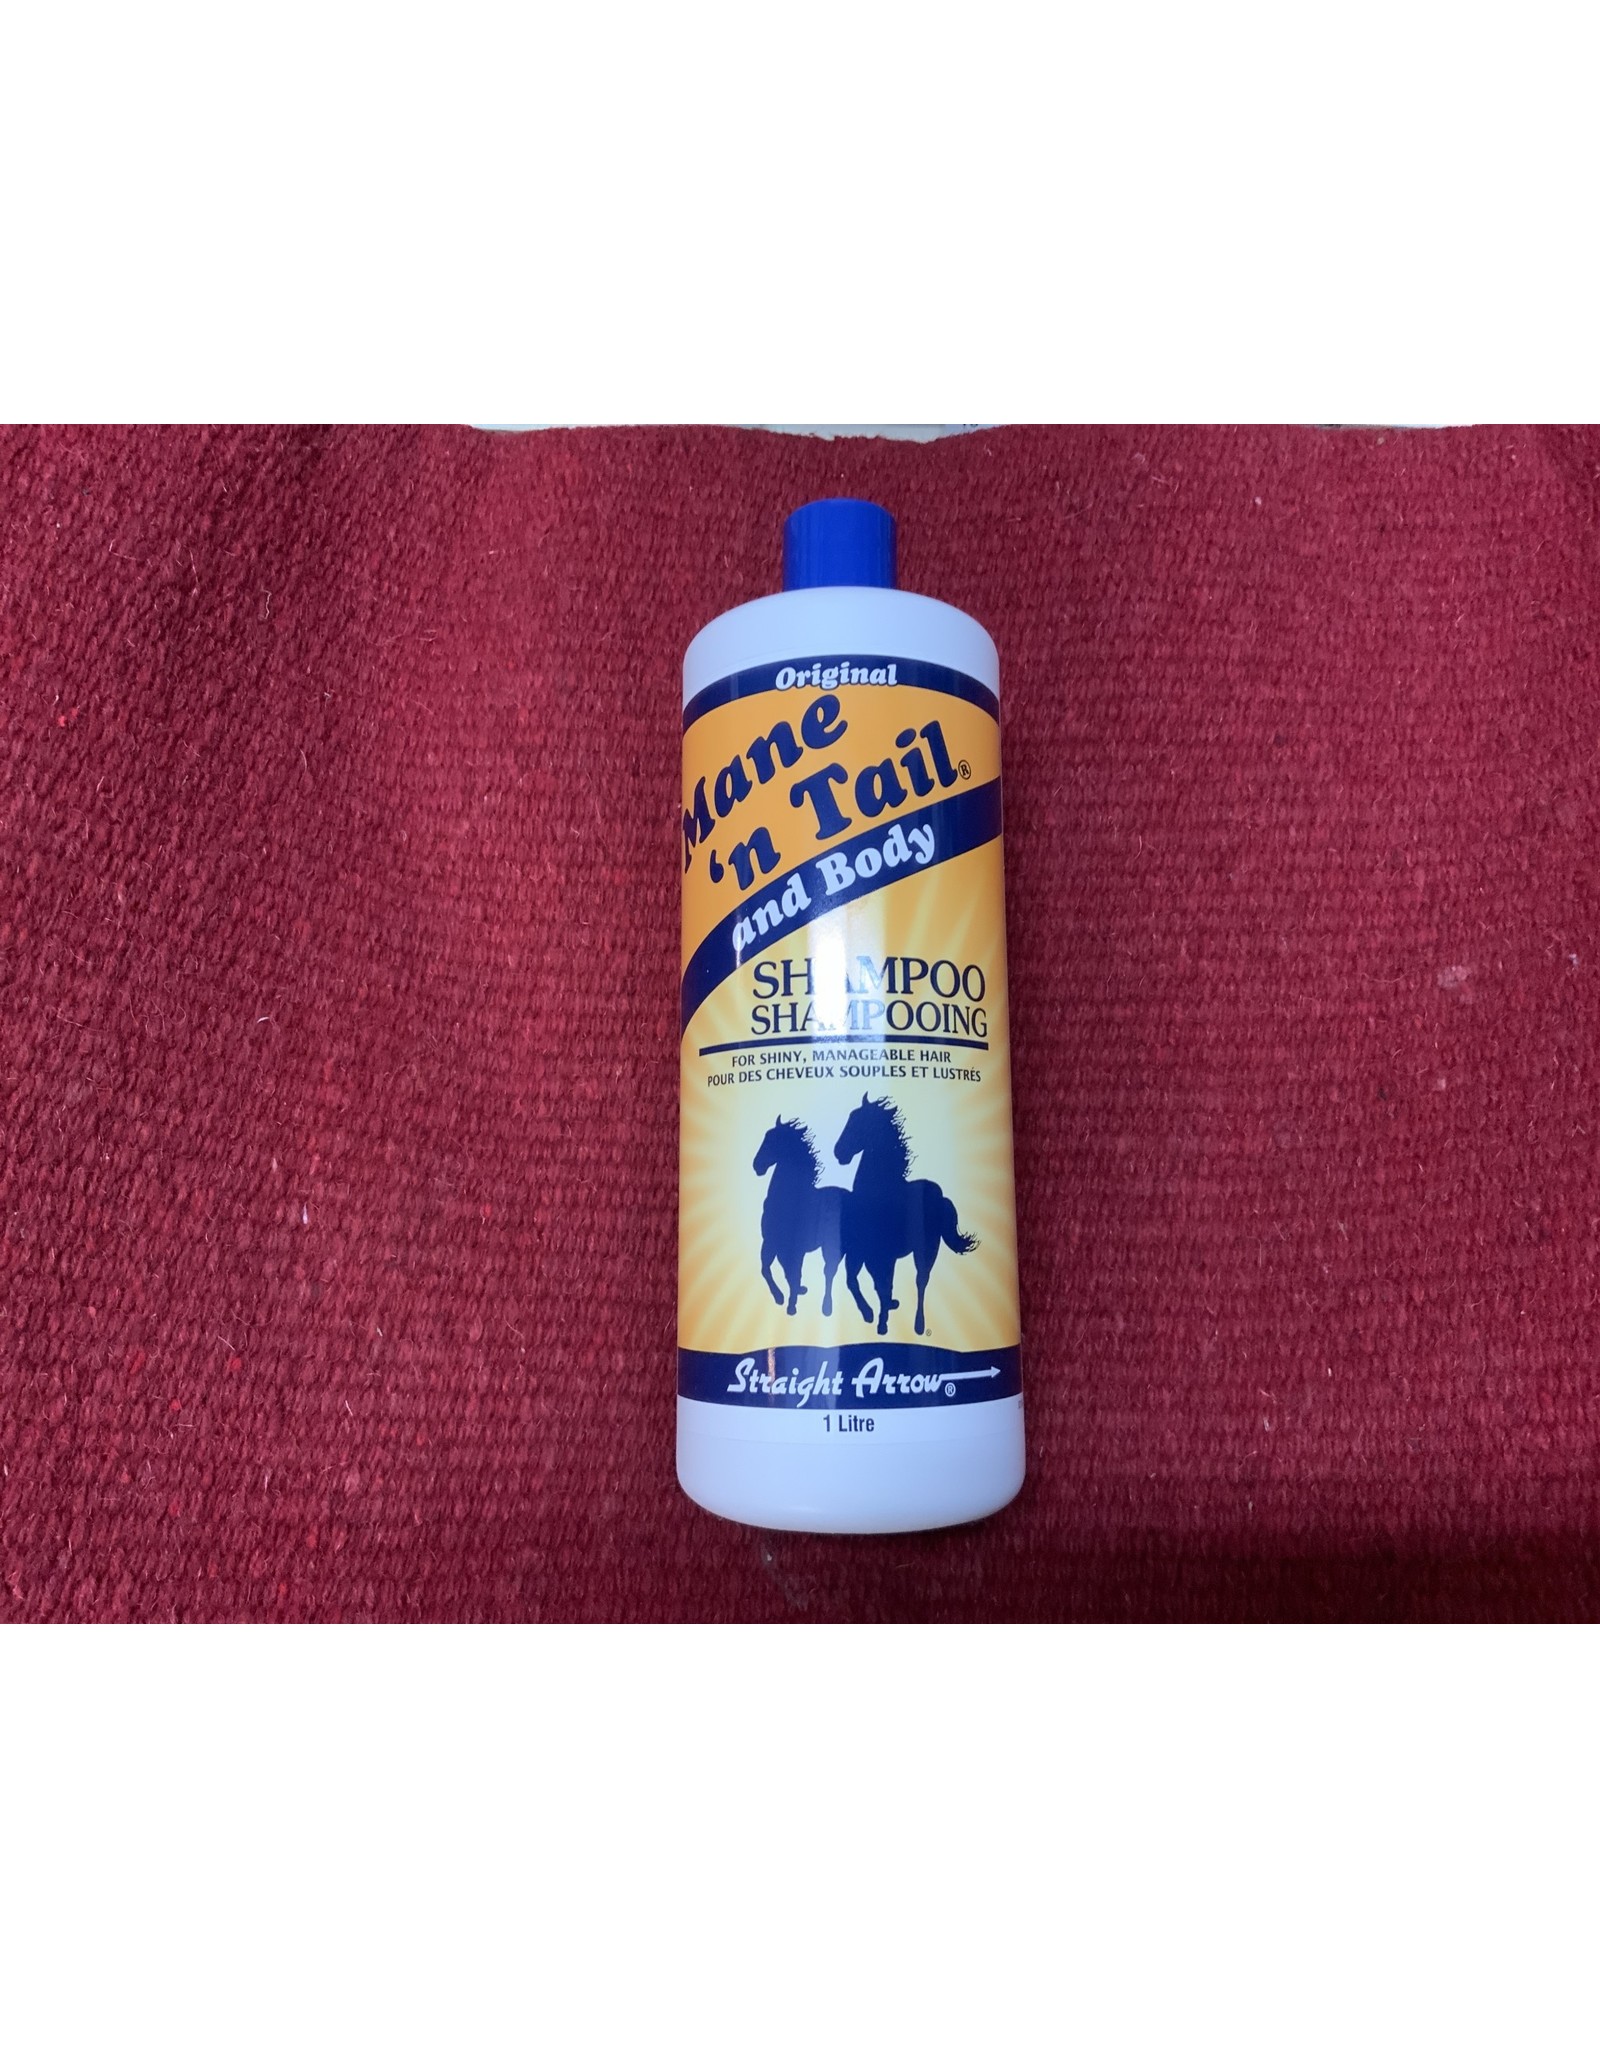 Original
Mane
'n Tail®
and Body
SHAMPOO
SHAMPOOING
FOR SHINY, MANAGEABLE HAIR
POUR DES CHEVEUX SOUPLES ET LUSTRÉS
®
Straight Arrow®
1 Litre